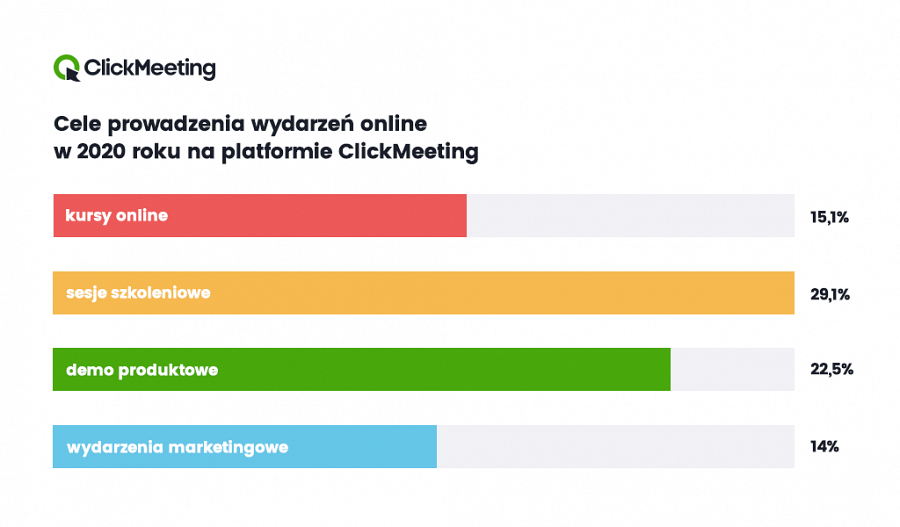 ClickMeeting
Cele prowadzenia wydarzeń online
w 2020 roku na platformie ClickMeeting
kursy online 15,1%
sesje szkoleniowe 29,1%
demo produktowe 22,5%
wydarzenia marketingowe 14%